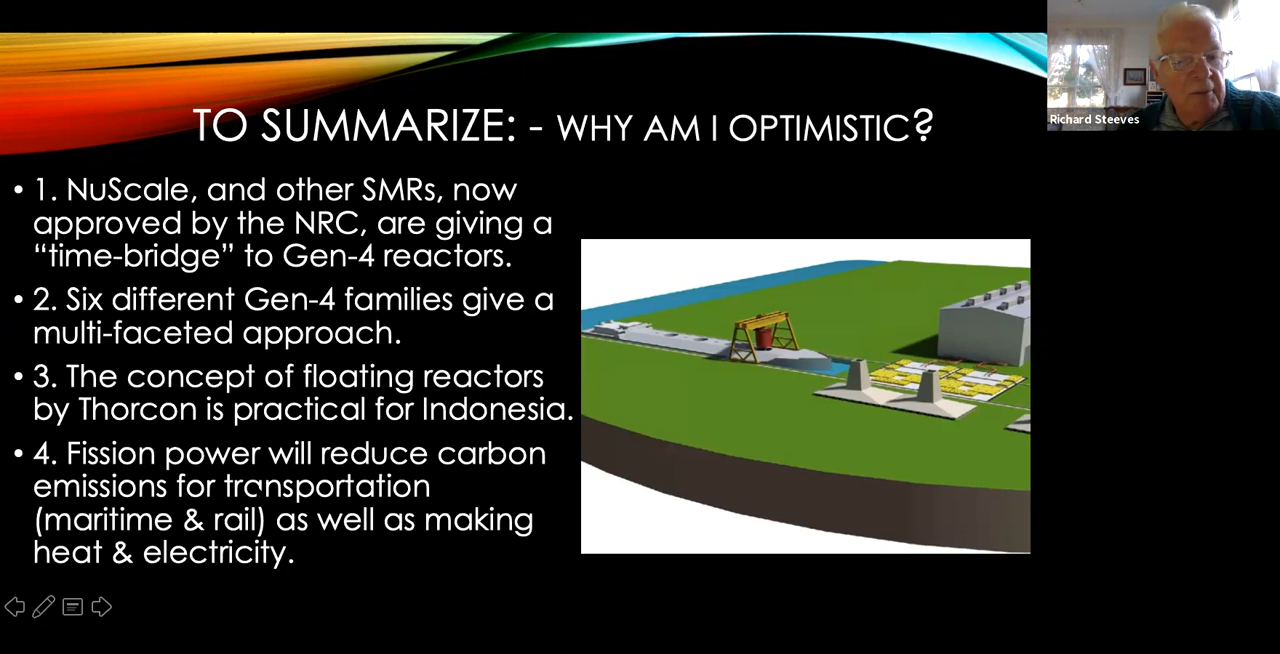 TO SUMMARIZE: - WHY AM I OPTIMISTIC?
Richard Steeves
• 1. NuScale, and other SMRs, now
approved by the NRC, are giving a
“time-bridge” to Gen-4 reactors.
• 2. Six different Gen-4 families give a
multi-faceted approach.
• 3. The concept of floating reactors
by Thorcon is practical for Indonesia.
• 4. Fission power will reduce carbon
emissions for transportation
(maritime & rail) as well as making
heat & electricity.